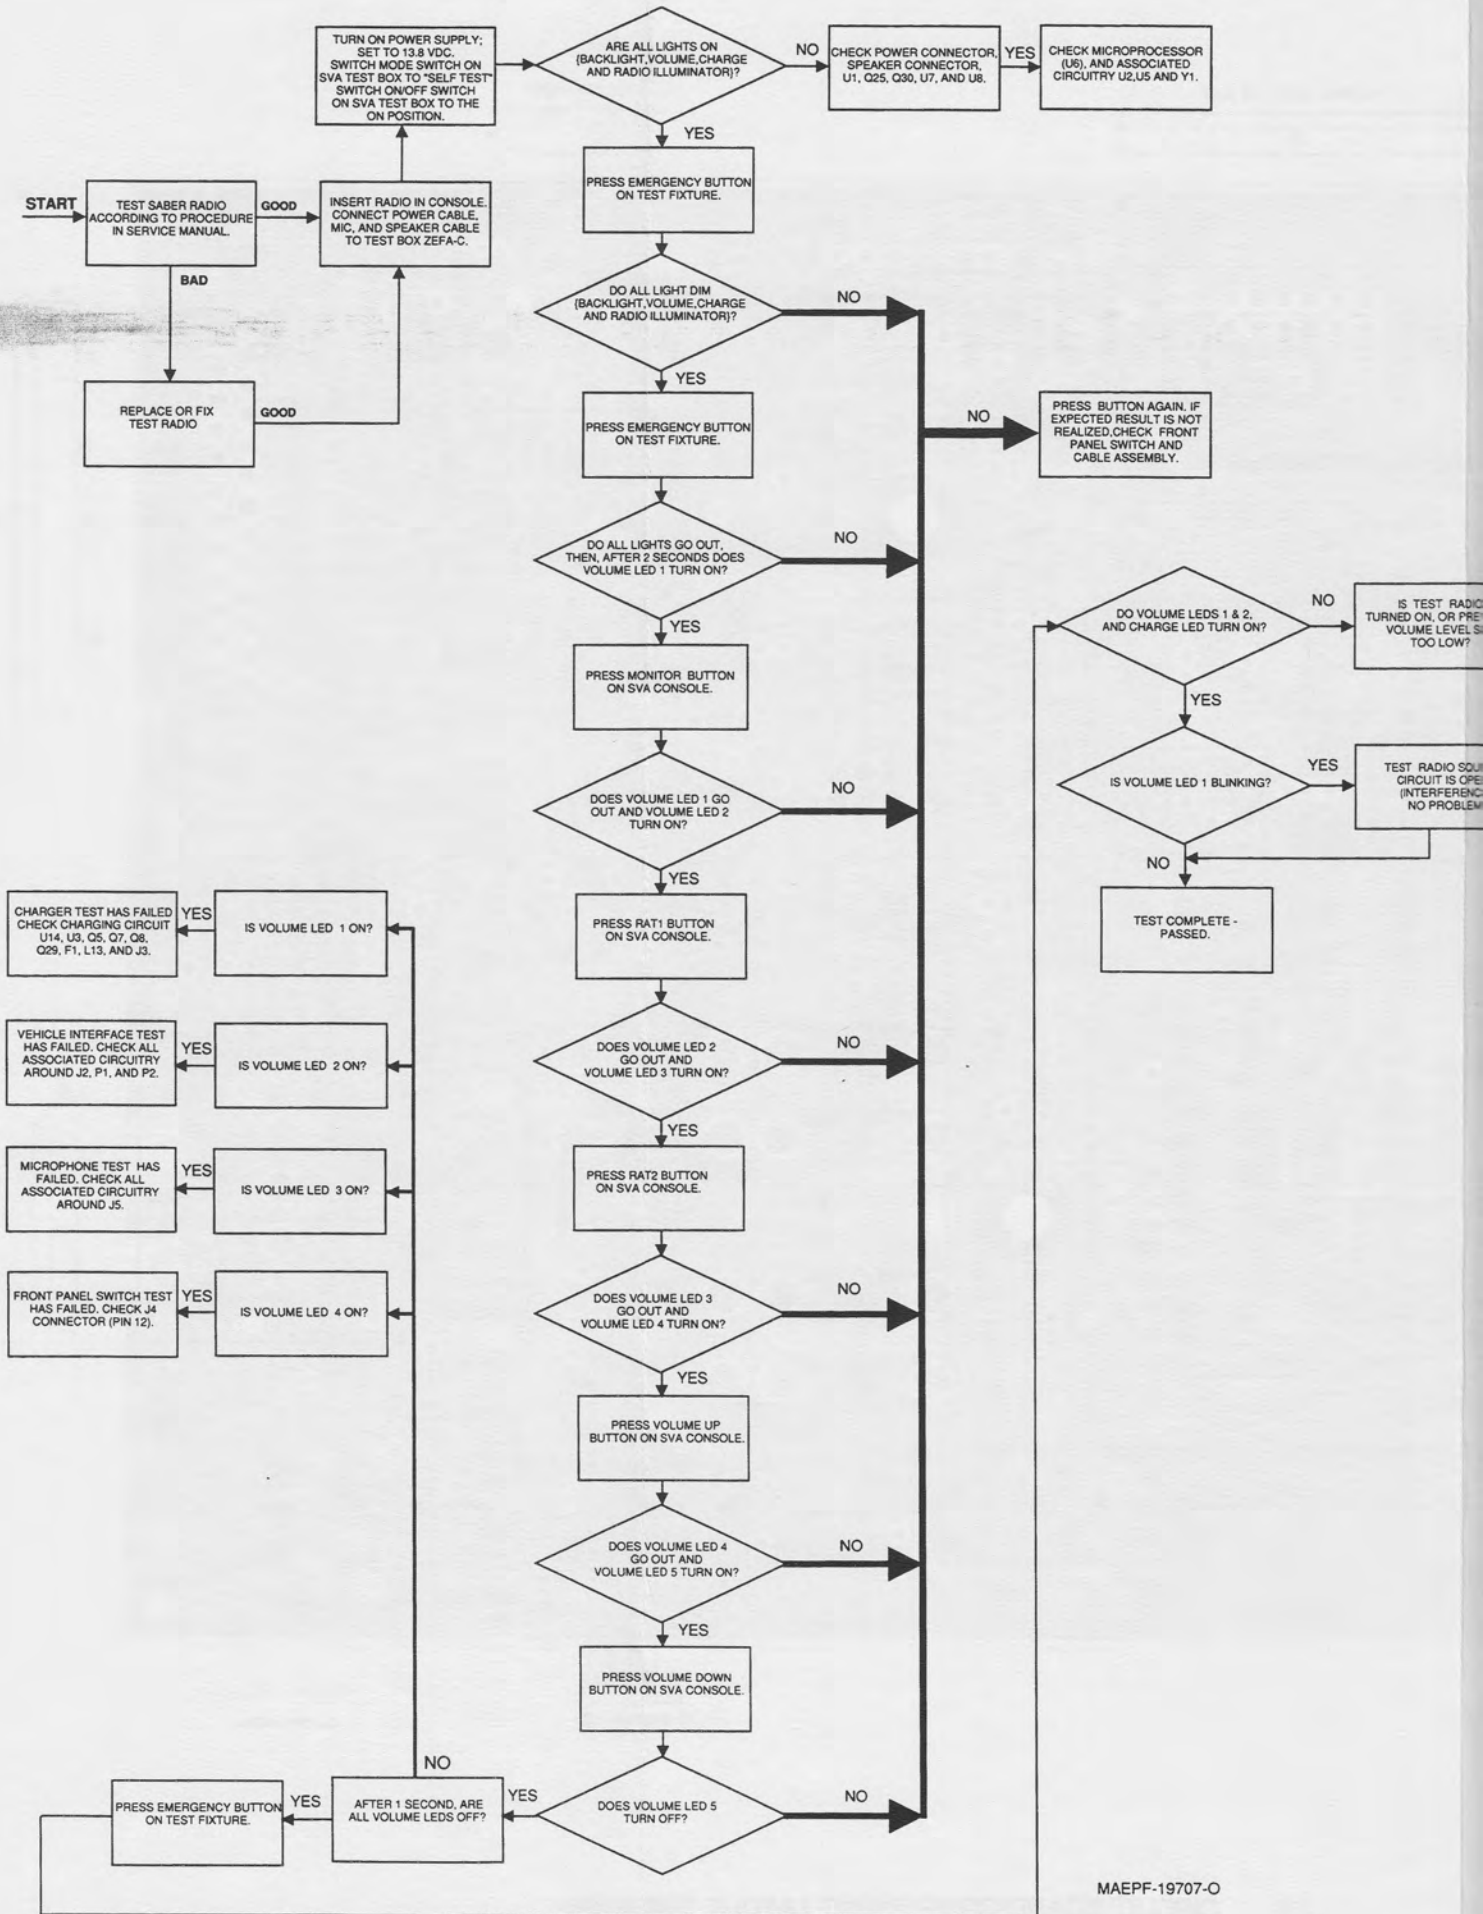 TURN ON POWER SUPPLY;
SET TO 13.8 VDC.
SWITCH MODE SWITCH ON
SVA TEST BOX TO "SELF TEST"
SWITCH ON/OFF SWITCH
ON SVA TEST BOX TO THE
ON POSITION.
ARE ALL LIGHTS ON
{BACKLIGHT,VOLUME,CHARGE
AND RADIO ILLUMINATOR}?
NO
CHECK POWER CONNECTOR,
SPEAKER CONNECTOR,
U1, Q25, Q30, U7, AND U8.
YES
CHECK MICROPROCESSOR
(U6), AND ASSOCIATED
CIRCUITRY U2,U5 AND Y1.
YES
PRESS EMERGENCY BUTTON
ON TEST FIXTURE.
START
TEST SABER RADIO
ACCORDING TO PROCEDURE
IN SERVICE MANUAL.
GOOD
INSERT RADIO IN CONSOLE.
CONNECT POWER CABLE,
MIC, AND SPEAKER CABLE
TO TEST BOX ZEFA-C.
BAD
REPLACE OR FIX
TEST RADIO
GOOD
DO ALL LIGHT DIM
{BACKLIGHT,VOLUME,CHARGE
AND RADIO ILLUMINATOR}?
NO
YES
PRESS EMERGENCY BUTTON
ON TEST FIXTURE.
NO
PRESS BUTTON AGAIN. IF
EXPECTED RESULT IS NOT
REALIZED,CHECK FRONT
PANEL SWITCH AND
CABLE ASSEMBLY.
DO ALL LIGHTS GO OUT,
THEN, AFTER 2 SECONDS DOES
VOLUME LED 1 TURN ON?
NO
YES
PRESS MONITOR BUTTON
ON SVA CONSOLE.
DO VOLUME LEDS 1 & 2,
AND CHARGE LED TURN ON?
NO
IS TEST
TURNED ON, OR
VOLUME LEVEL
TOO LOW?
YES
IS VOLUME LED 1 BLINKING?
YES
TEST RADIO
CIRCUIT IS
NO
NO
TEST COMPLETE -
PASSED.
DOES VOLUME LED 1 GO
OUT AND VOLUME LED 2
TURN ON?
NO
YES
PRESS RAT1 BUTTON
ON SVA CONSOLE.
CHARGER TEST HAS FAILED
CHECK CHARGING CIRCUIT
U14, U3, Q5, Q7, Q8,
Q29, F1, L13, AND J3.
YES
IS VOLUME LED 1 ON?
VEHICLE INTERFACE TEST
HAS FAILED. CHECK ALL
ASSOCIATED CIRCUITRY
AROUND J2, P1, AND P2.
YES
IS VOLUME LED 2 ON?
DOES VOLUME LED 2
GO OUT AND
VOLUME LED 3 TURN ON?
NO
YES
MICROPHONE TEST HAS
FAILED. CHECK ALL
ASSOCIATED CIRCUITRY
AROUND J5.
YES
IS VOLUME LED 3 ON?
PRESS RAT2 BUTTON
ON SVA CONSOLE.
FRONT PANEL SWITCH TEST
HAS FAILED. CHECK J4
CONNECTOR (PIN 12).
YES
IS VOLUME LED 4 ON?
DOES VOLUME LED 3
GO OUT AND
VOLUME LED 4 TURN ON?
NO
YES
PRESS VOLUME UP
BUTTON ON SVA CONSOLE.
DOES VOLUME LED 4
GO OUT AND
VOLUME LED 5 TURN ON?
NO
YES
PRESS VOLUME DOWN
BUTTON ON SVA CONSOLE.
NO
DOES VOLUME LED 5
TURN OFF?
NO
YES
AFTER 1 SECOND, ARE
ALL VOLUME LEDS OFF?
YES
PRESS EMERGENCY BUTTON
ON TEST FIXTURE.
MAEPF-19707-O